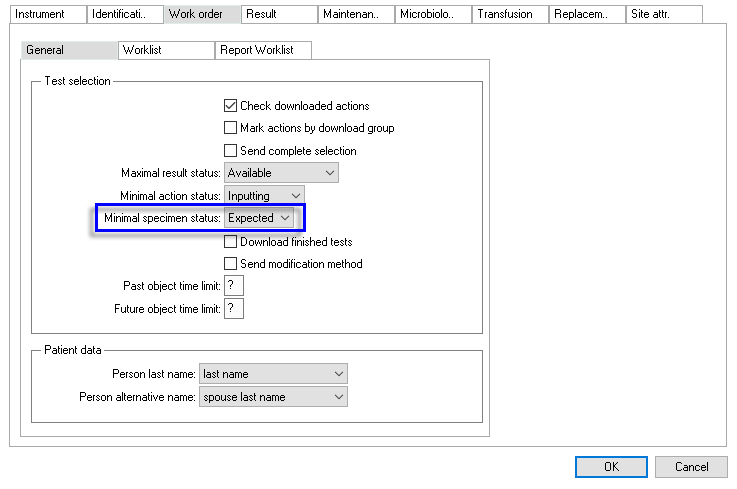 Instrument Identificati.. Work order Result Maintenan.. Microbiolo.. Transfusion Replacem.. Site attr.
General Worklist Report Worklist
Test selection
Check downloaded actions
Mark actions by download group
Send complete selection
Maximal result status: Available
Minimal action status: Inputting
Minimal specimen status: Expected
Download finished tests
Send modification method
Past object time limit: ?
Future object time limit: ?
Patient data
Person last name: last name
Person alternative name: spouse last name
OK Cancel